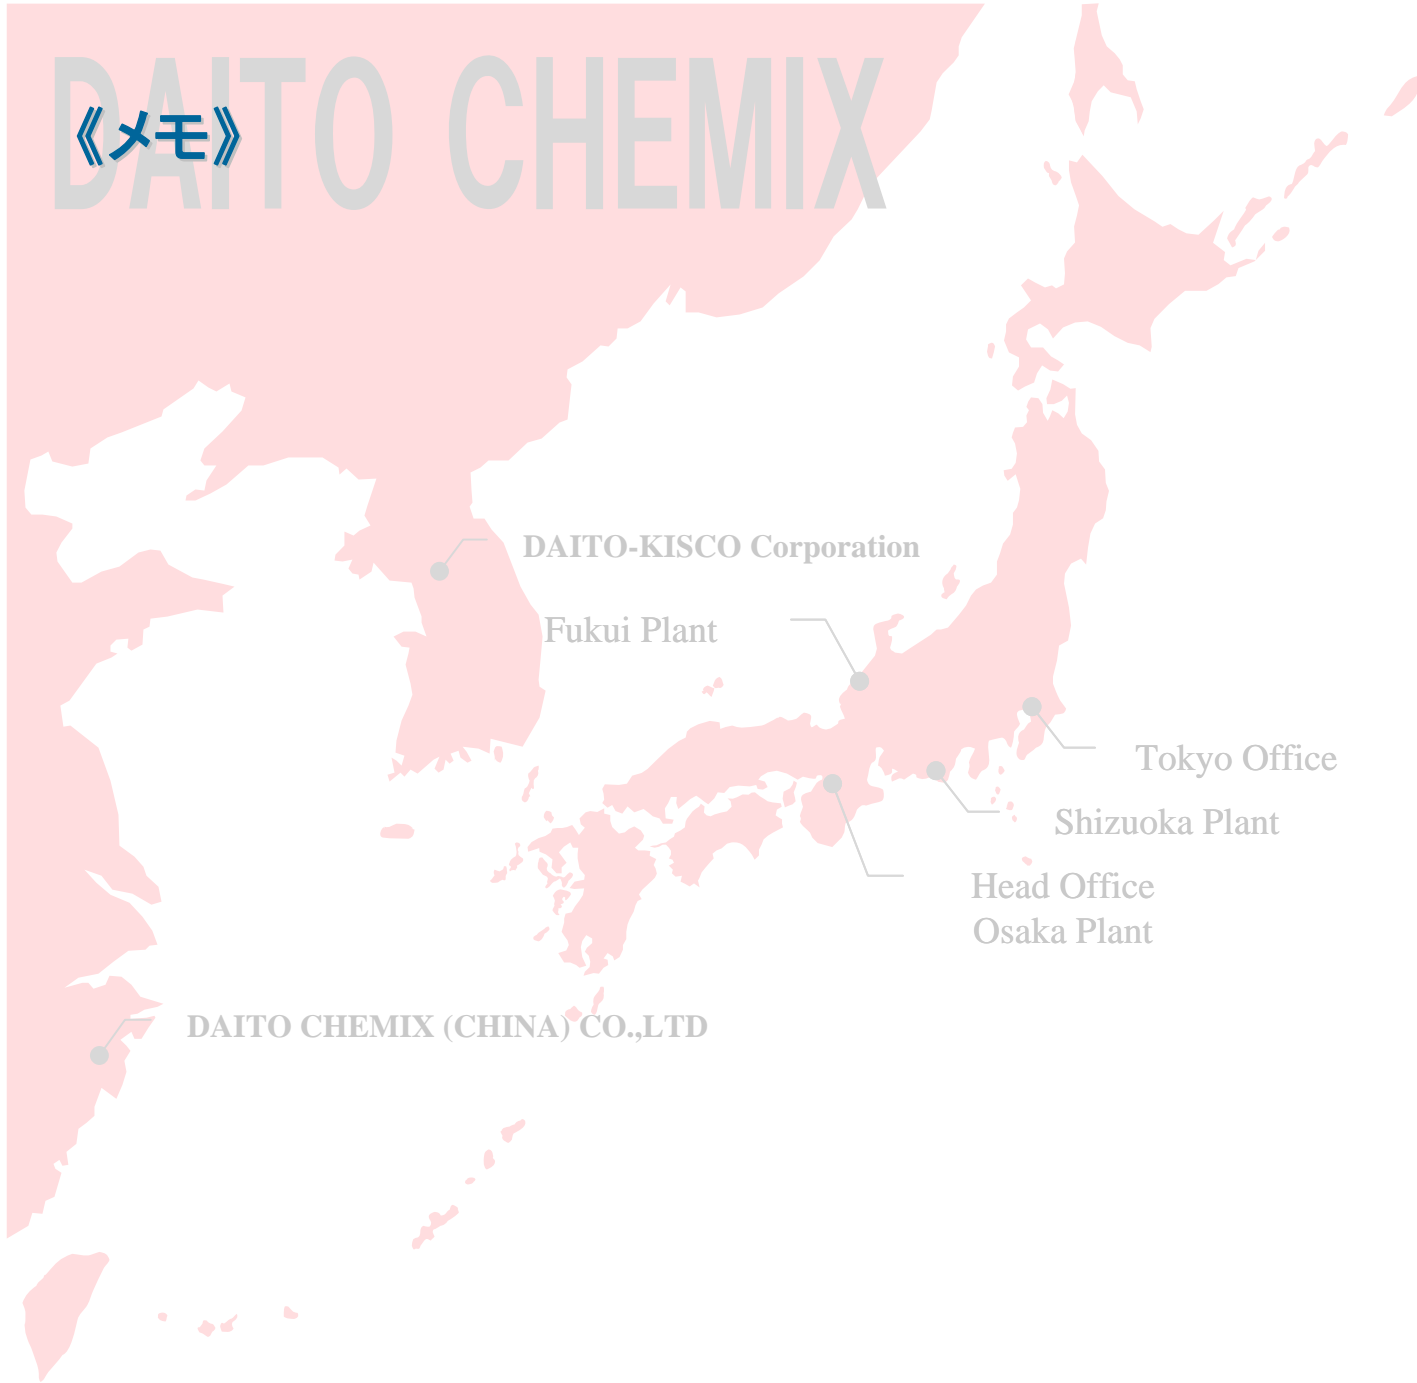 DAITO CHEMIX
《メモ》
DAITO-KISCO Corporation
Fukui Plant
Tokyo Office
Shizuoka Plant
Head Office
Osaka Plant
DAITO CHEMIX (CHINA) CO.,LTD